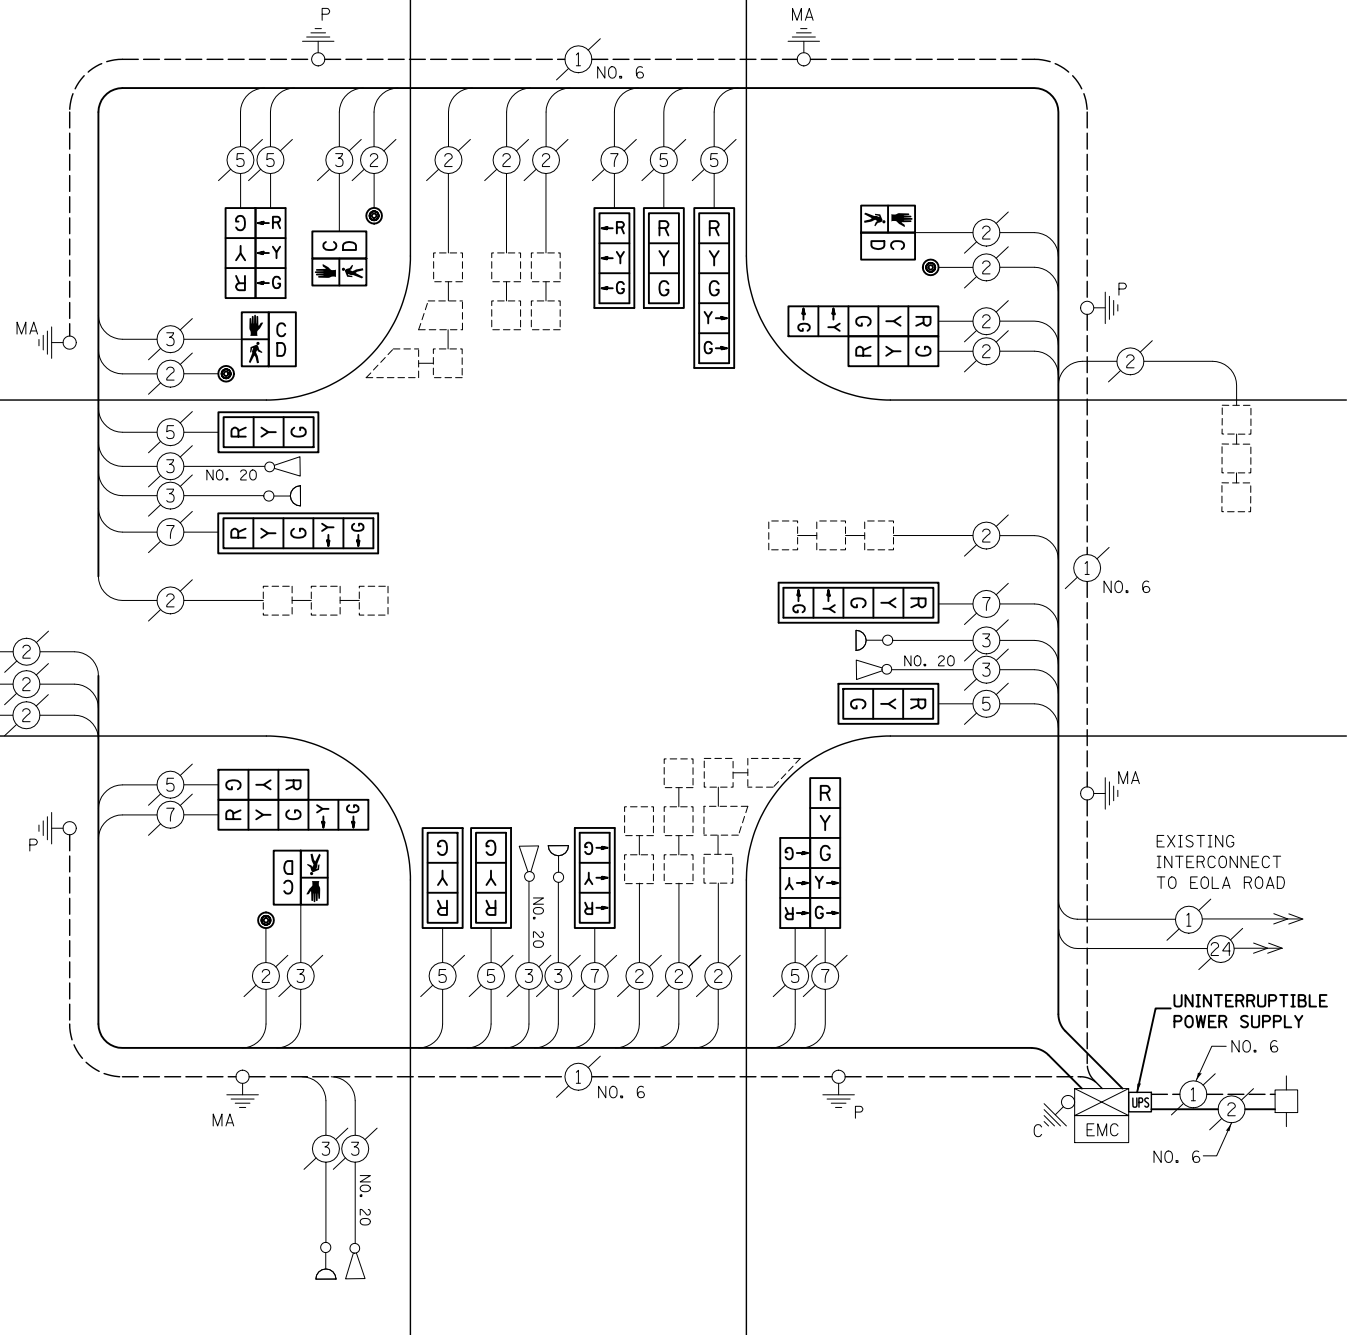 P
MA
1
NO. 6
5 5 3 2 2 2 2 7 5 5
G R
Y Y
R G
C D
R
Y
G
R
Y
G
R
Y
G
Y
G
C D
2
2
P
MA
3
C
D
2
G Y G Y R
R Y G
2
2
2
5
R Y G
3
NO. 20
3
7
R Y G Y G
2
2
G Y G Y R
7
1
NO. 6
2
2
2
3
NO. 20
3
G Y R
5
5
G Y R
7
R Y G Y G
P
D C
MA
R
Y
G G
Y Y
R G
G
Y
R
G
Y
R
NO. 20
G
Y
R
EXISTING
INTERCONNECT
TO EOLA ROAD
1
24
2 3 5 5 3 3 7 2 2 2 5 7
UNINTERRUPTIBLE
POWER SUPPLY
NO. 6
1
NO. 6
MA
P
C
EMC
UPS
1
2
NO. 6
3 3
NO. 20